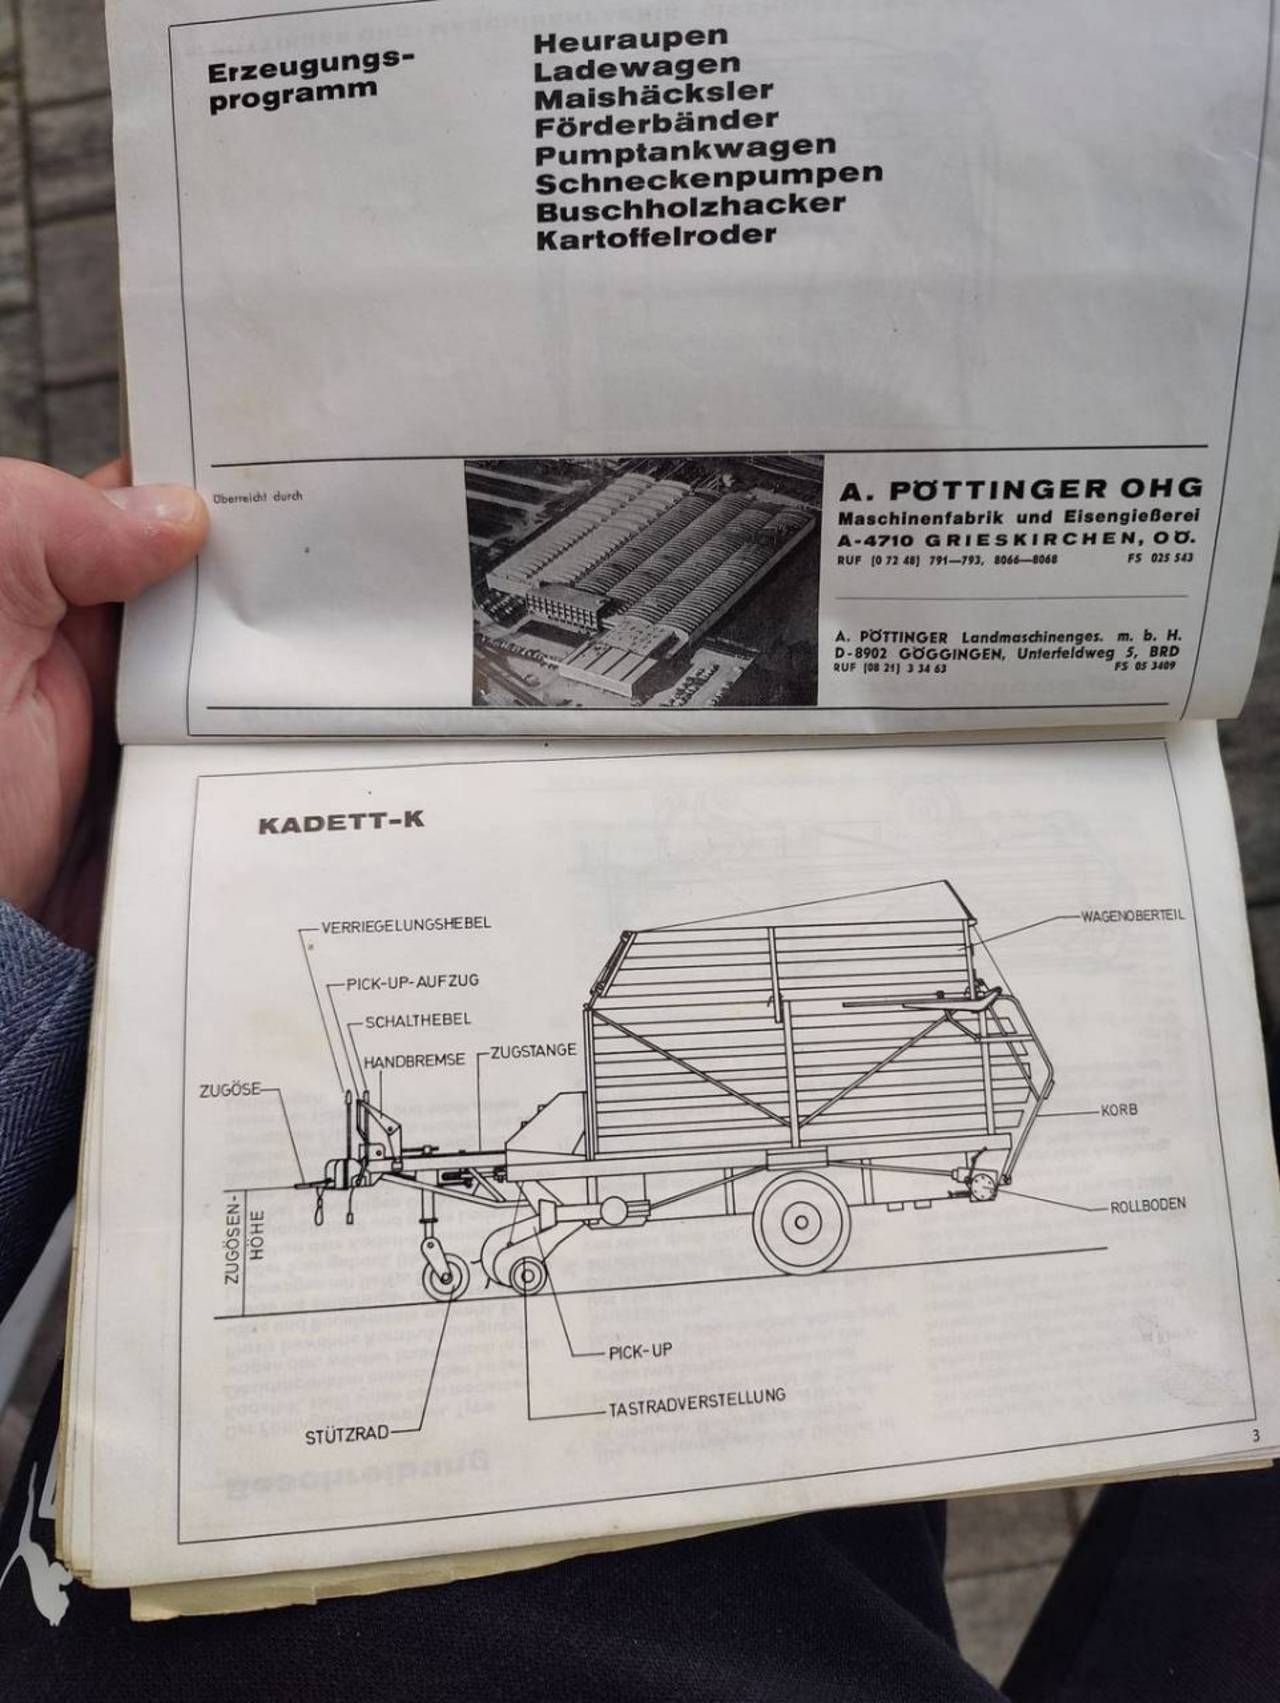 Erzeugungs-
programm
Heuraupen
Ladewagen
Maishäcksler
Förderbänder
Pumptankwagen
Schneckenpumpen
Buschholzhacker
Kartoffelroder
Überreicht durch
A. PÖTTINGER OHG
Maschinenfabrik und Eisengießerei
A-4710 GRIESKIRCHEN, OÖ.
RUF (0 72 48) 791—793, 8066—8068 FS 025 543
A. PÖTTINGER Landmaschinenges. m. b. H.
D-8902 GÖGGINGEN, Unterfeldweg 5, BRD
RUF (08 21) 3 34 63 FS 05 3409
KADETT-K
VERRIEGELUNGSHEBEL
WAGENOBERTEIL
PICK-UP-AUFZUG
SCHALTHEBEL
HANDBREMSE
ZUGSTANGE
ZUGÖSE
KORB
ROLLBODEN
ZUGÖSEN-
HÖHE
PICK-UP
TASTRADVERSTELLUNG
STÜTZRAD
3